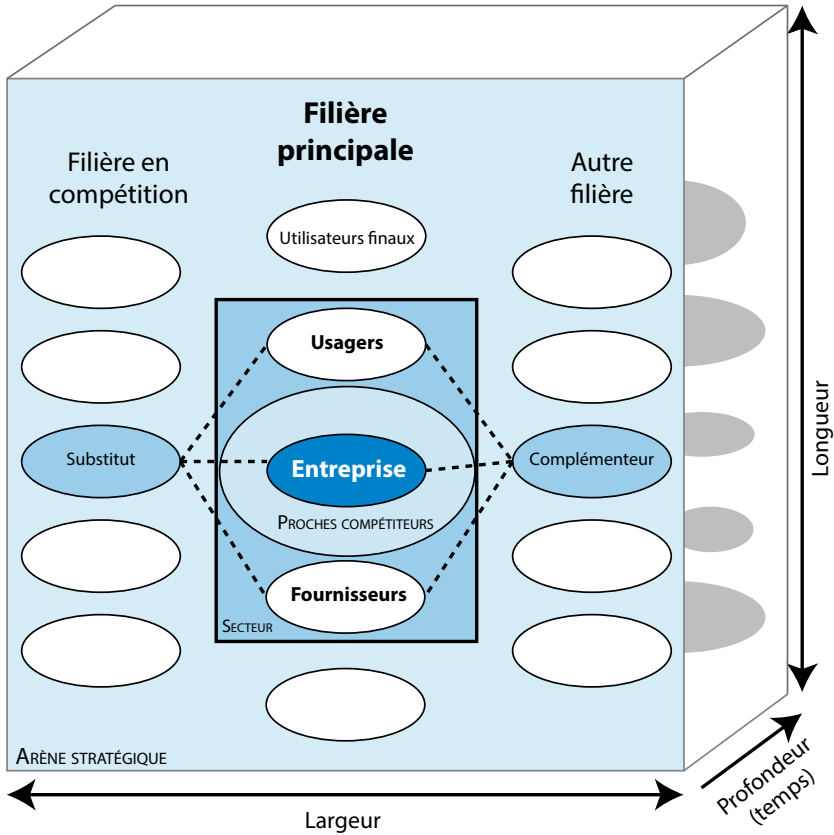 Filière
principale
Filière en
compétition
Autre
filière
Utilisateurs finaux
Usagers
Substitut
Entreprise
Complémenteur
PROCHES COMPÉTITEURS
Fournisseurs
SECTEUR
ARÈNE STRATÉGIQUE
Longueur
Largeur
Profondeur
(temps)